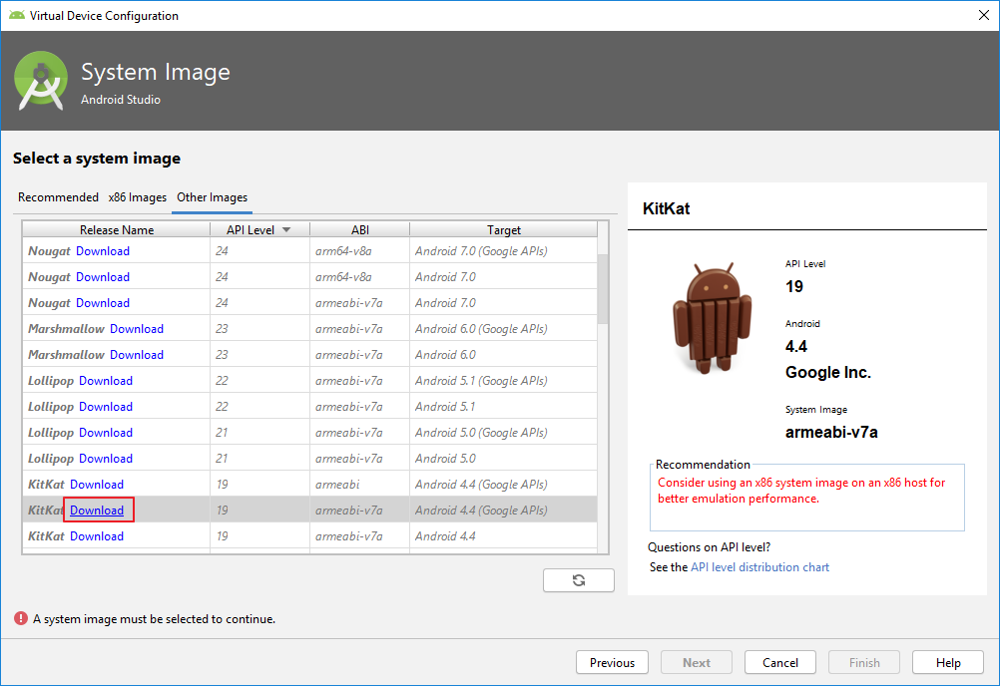 Virtual Device Configuration
System Image
Android Studio
Select a system image
Recommended x86 Images Other Images
Release Name API Level ABI Target
Nougat Download 24 arm64-v8a Android 7.0 (Google APIs)
Nougat Download 24 arm64-v8a Android 7.0
Nougat Download 24 armeabi-v7a Android 7.0
Marshmallow Download 23 armeabi-v7a Android 6.0 (Google APIs)
Marshmallow Download 23 armeabi-v7a Android 6.0
Lollipop Download 22 armeabi-v7a Android 5.1 (Google APIs)
Lollipop Download 22 armeabi-v7a Android 5.1
Lollipop Download 21 armeabi-v7a Android 5.0 (Google APIs)
Lollipop Download 21 armeabi-v7a Android 5.0
KitKat Download 19 armeabi Android 4.4 (Google APIs)
KitKat Download 19 armeabi-v7a Android 4.4 (Google APIs)
KitKat Download 19 armeabi-v7a Android 4.4
KitKat
API Level
19
Android
4.4
Google Inc.
System Image
armeabi-v7a
Recommendation
Consider using an x86 system image on an x86 host for
better emulation performance.
Questions on API level?
See the API level distribution chart
A system image must be selected to continue.
Previous Next Cancel Finish Help